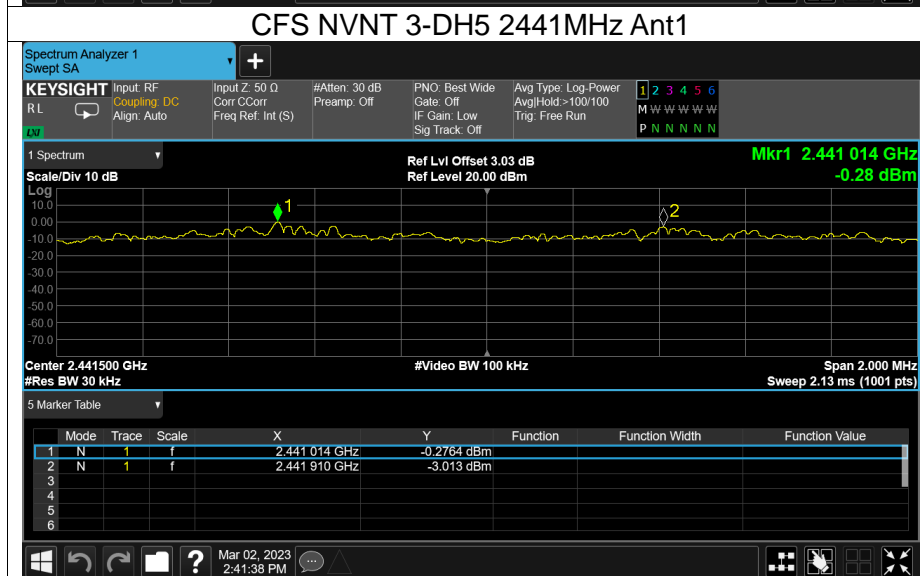 CFS NVNT 3-DH5 2441MHz Ant1
Spectrum Analyzer 1
Swept SA
+
KEYSIGHT Input: RF Input Z: 50 Ω #Atten: 30 dB PNO: Best Wide Avg Type: Log-Power 1 2 3 4 5 6
RL Coupling: DC Corr CCorr Preamp: Off Gate: Off Avg|Hold:>100/100 M W W W W W
Align: Auto Freq Ref: Int (S) IF Gain: Low Trig: Free Run
LXI Sig Track: Off P N N N N N
1 Spectrum Ref Lvl Offset 3.03 dB Mkr1 2.441 014 GHz
Scale/Div 10 dB Ref Level 20.00 dBm -0.28 dBm
Log
10.0
0.00
-10.0
-20.0
-30.0
-40.0
-50.0
-60.0
-70.0
1
2
Center 2.441500 GHz #Video BW 100 kHz Span 2.000 MHz
#Res BW 30 kHz Sweep 2.13 ms (1001 pts)
5 Marker Table
Mode Trace Scale X Y Function Function Width Function Value
1 N 1 f 2.441 014 GHz -0.2764 dBm
2 N 1 f 2.441 910 GHz -3.013 dBm
3
4
5
6
? Mar 02, 2023
2:41:38 PM